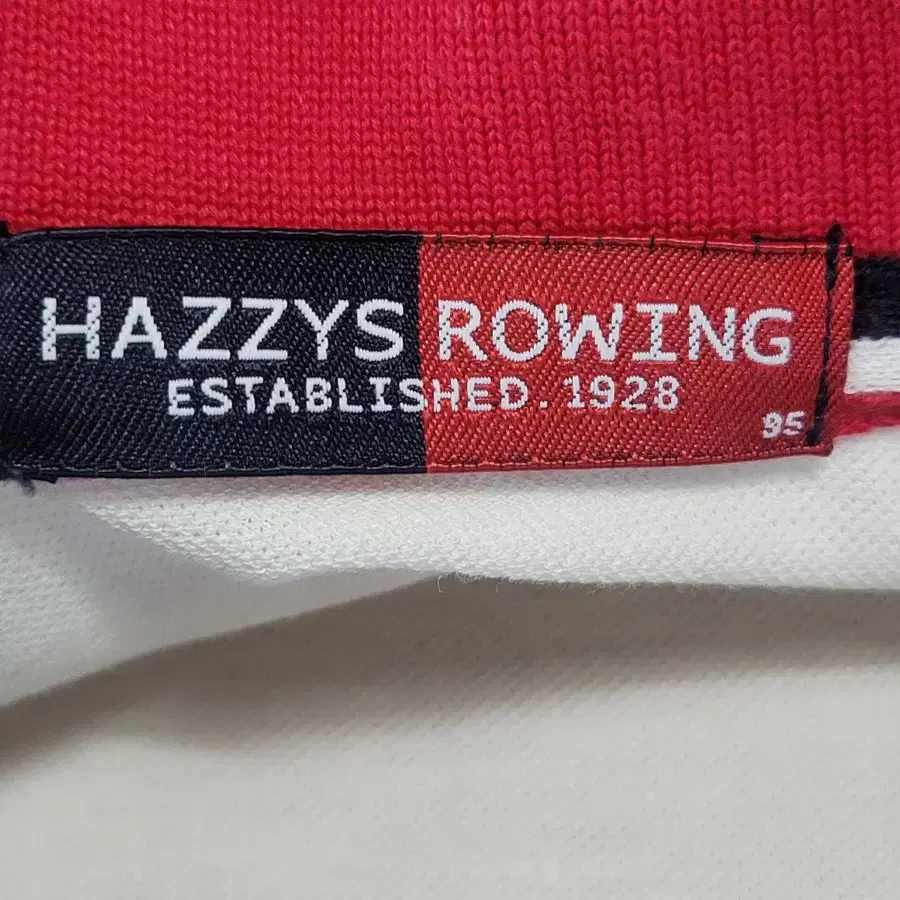 HAZZYS ROWING
ESTABLISHED. 1928
95